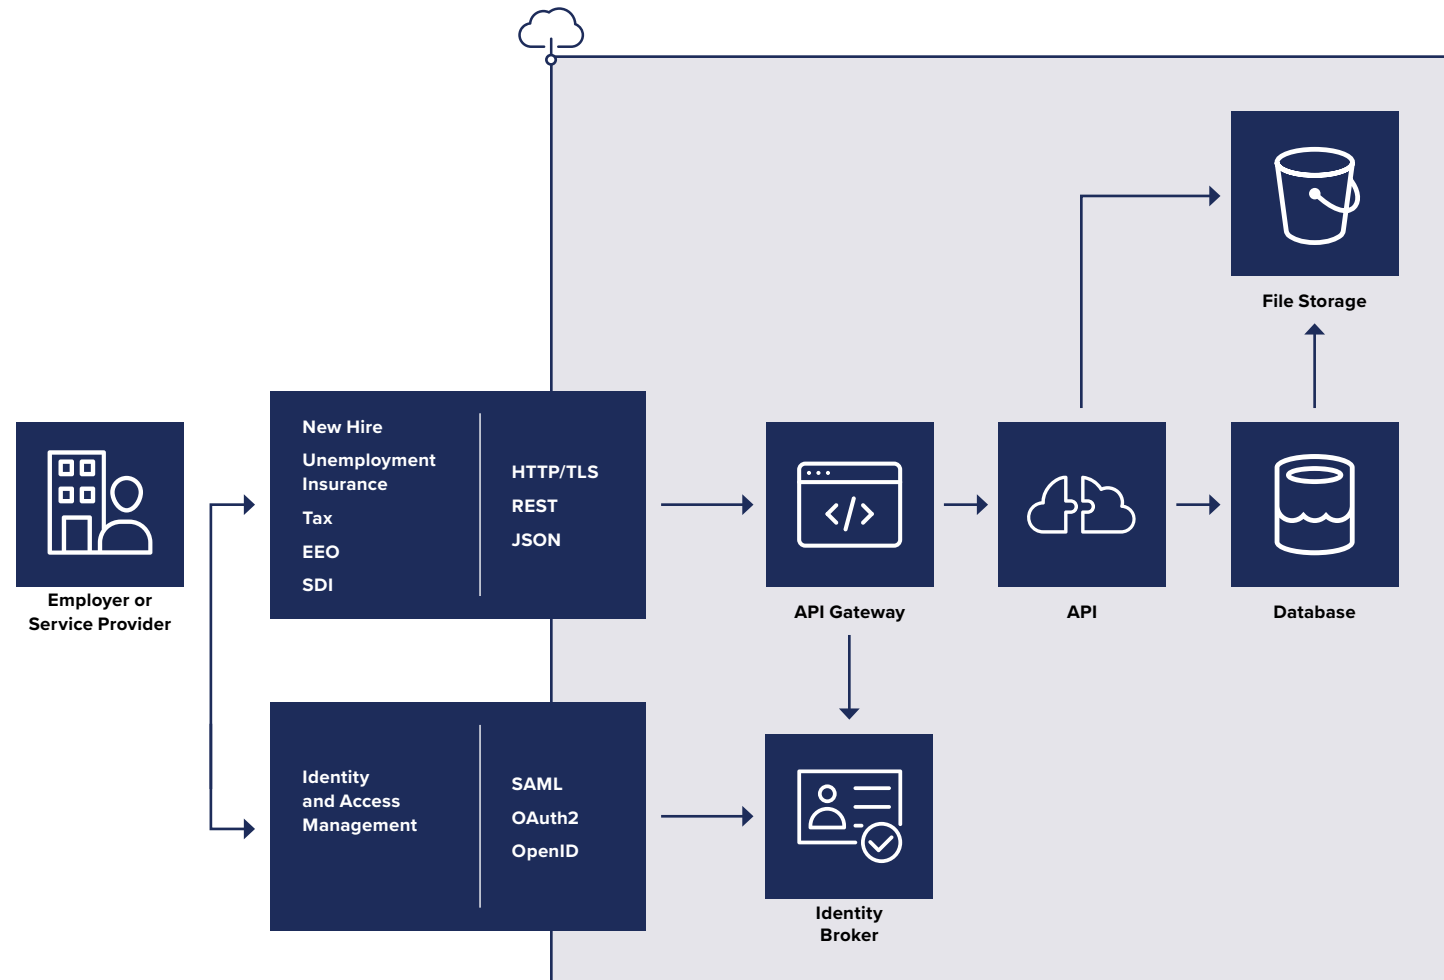 File Storage
New Hire
Unemployment
Insurance
Tax
EEO
SDI
HTTP/TLS
REST
JSON
Employer or
Service Provider
API Gateway
API
Database
Identity
and Access
Management
SAML
OAuth2
OpenID
Identity
Broker